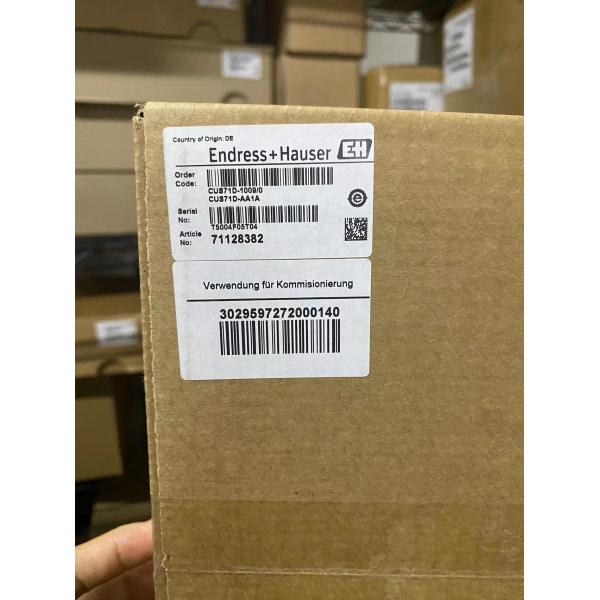 Country of Origin: DE
Endress+Hauser EH
Order
Code:
CUS71D-1009/0
CUS71D-AA1A
Serial
No:
T5004F05T04
Article
No:
71128382
Verwendung für Kommisionierung
3029597272000140